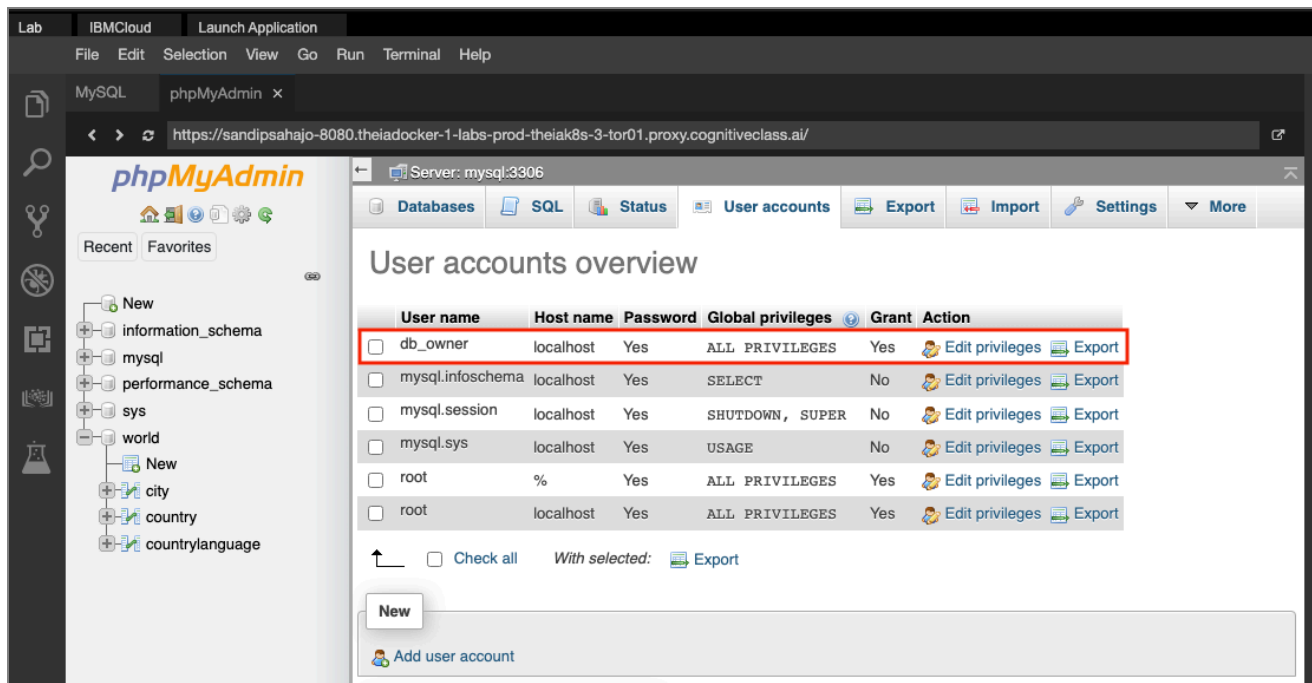 Lab IBMCloud Launch Application
File Edit Selection View Go Run Terminal Help
MySQL phpMyAdmin ×
https://sandipsahajo-8080.theiadocker-1-labs-prod-theiak8s-3-tor01.proxy.cognitiveclass.ai/
phpMyAdmin
Recent Favorites
New
information_schema
mysql
performance_schema
sys
world
New
city
country
countrylanguage
Server: mysql:3306
Databases SQL Status User accounts Export Import Settings More
User accounts overview
User name Host name Password Global privileges Grant Action
db_owner localhost Yes ALL PRIVILEGES Yes Edit privileges Export
mysql.infoschema localhost Yes SELECT No Edit privileges Export
mysql.session localhost Yes SHUTDOWN, SUPER No Edit privileges Export
mysql.sys localhost Yes USAGE No Edit privileges Export
root % Yes ALL PRIVILEGES Yes Edit privileges Export
root localhost Yes ALL PRIVILEGES Yes Edit privileges Export
Check all With selected: Export
New
Add user account